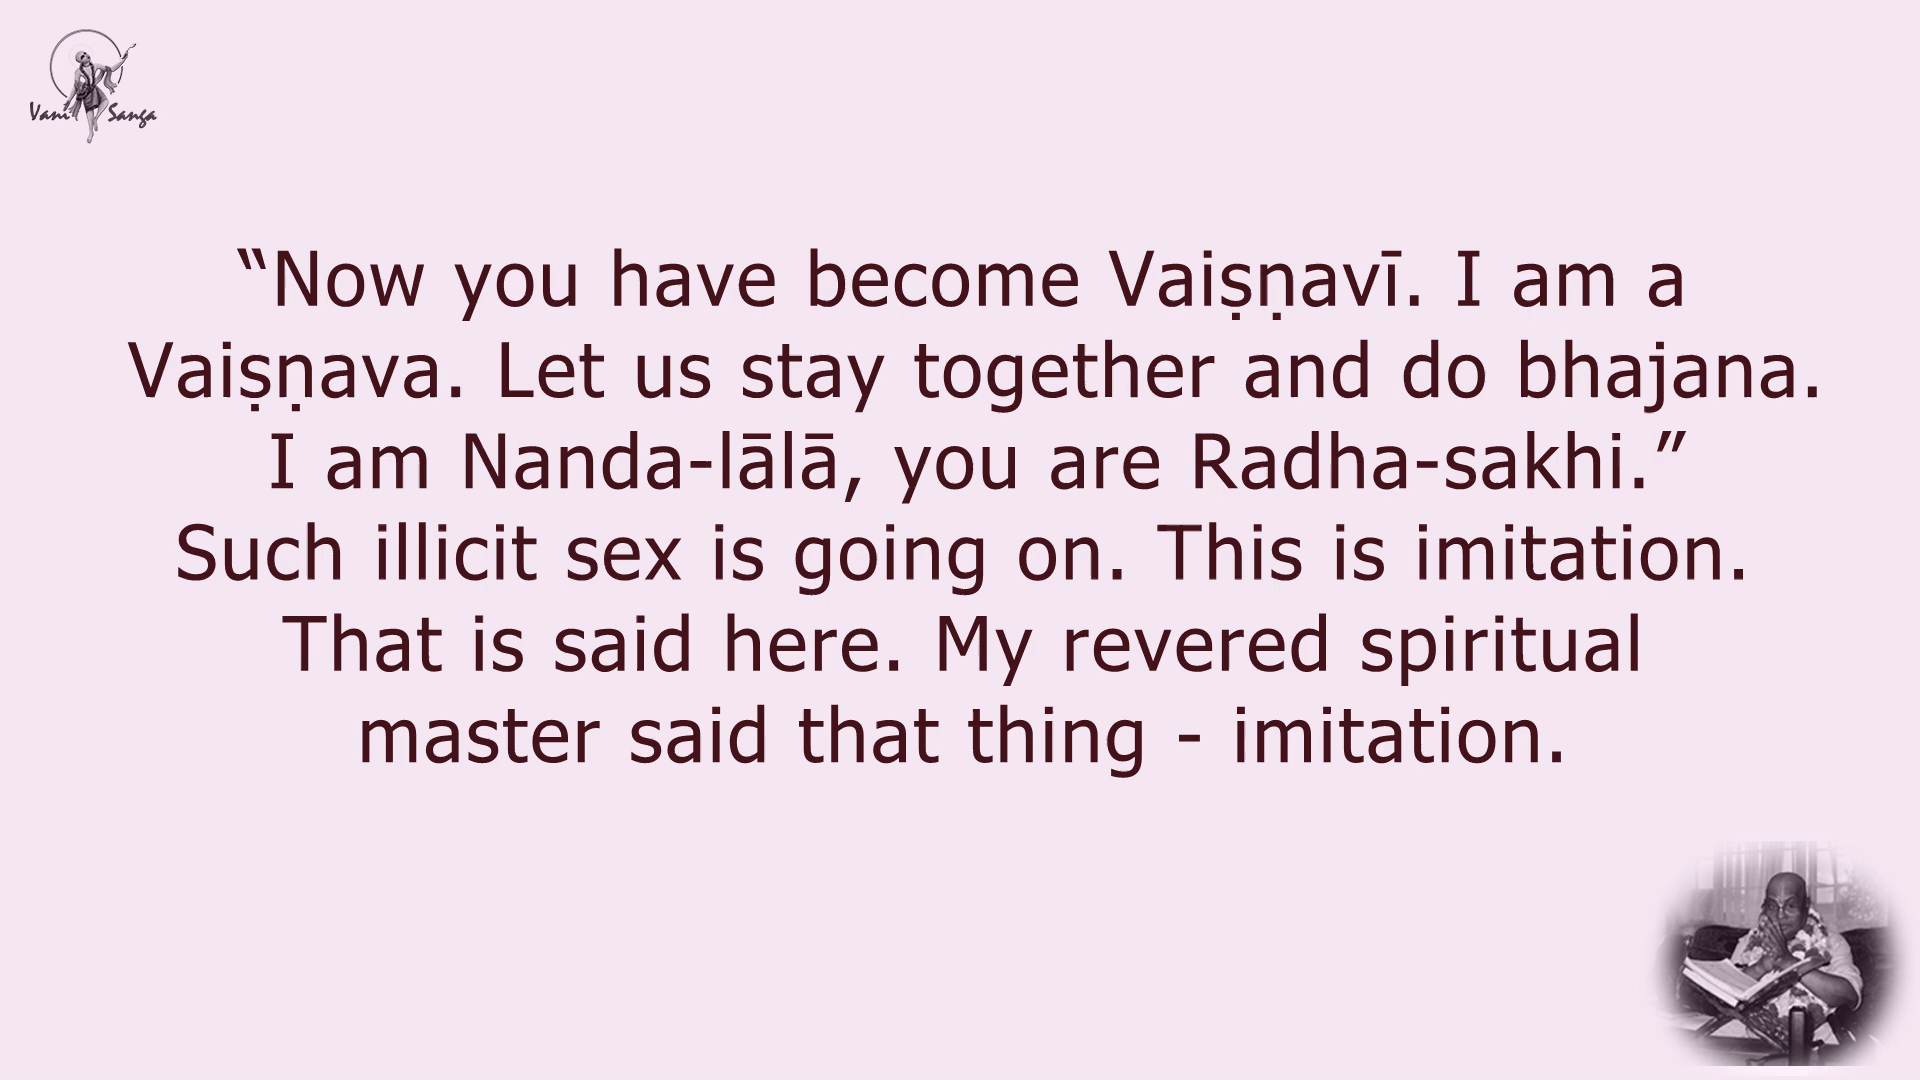 Vani Sanga
“Now you have become Vaiṣṇavī. I am a
Vaiṣṇava. Let us stay together and do bhajana.
I am Nanda-lālā, you are Radha-sakhi.”
Such illicit sex is going on. This is imitation.
That is said here. My revered spiritual
master said that thing - imitation.